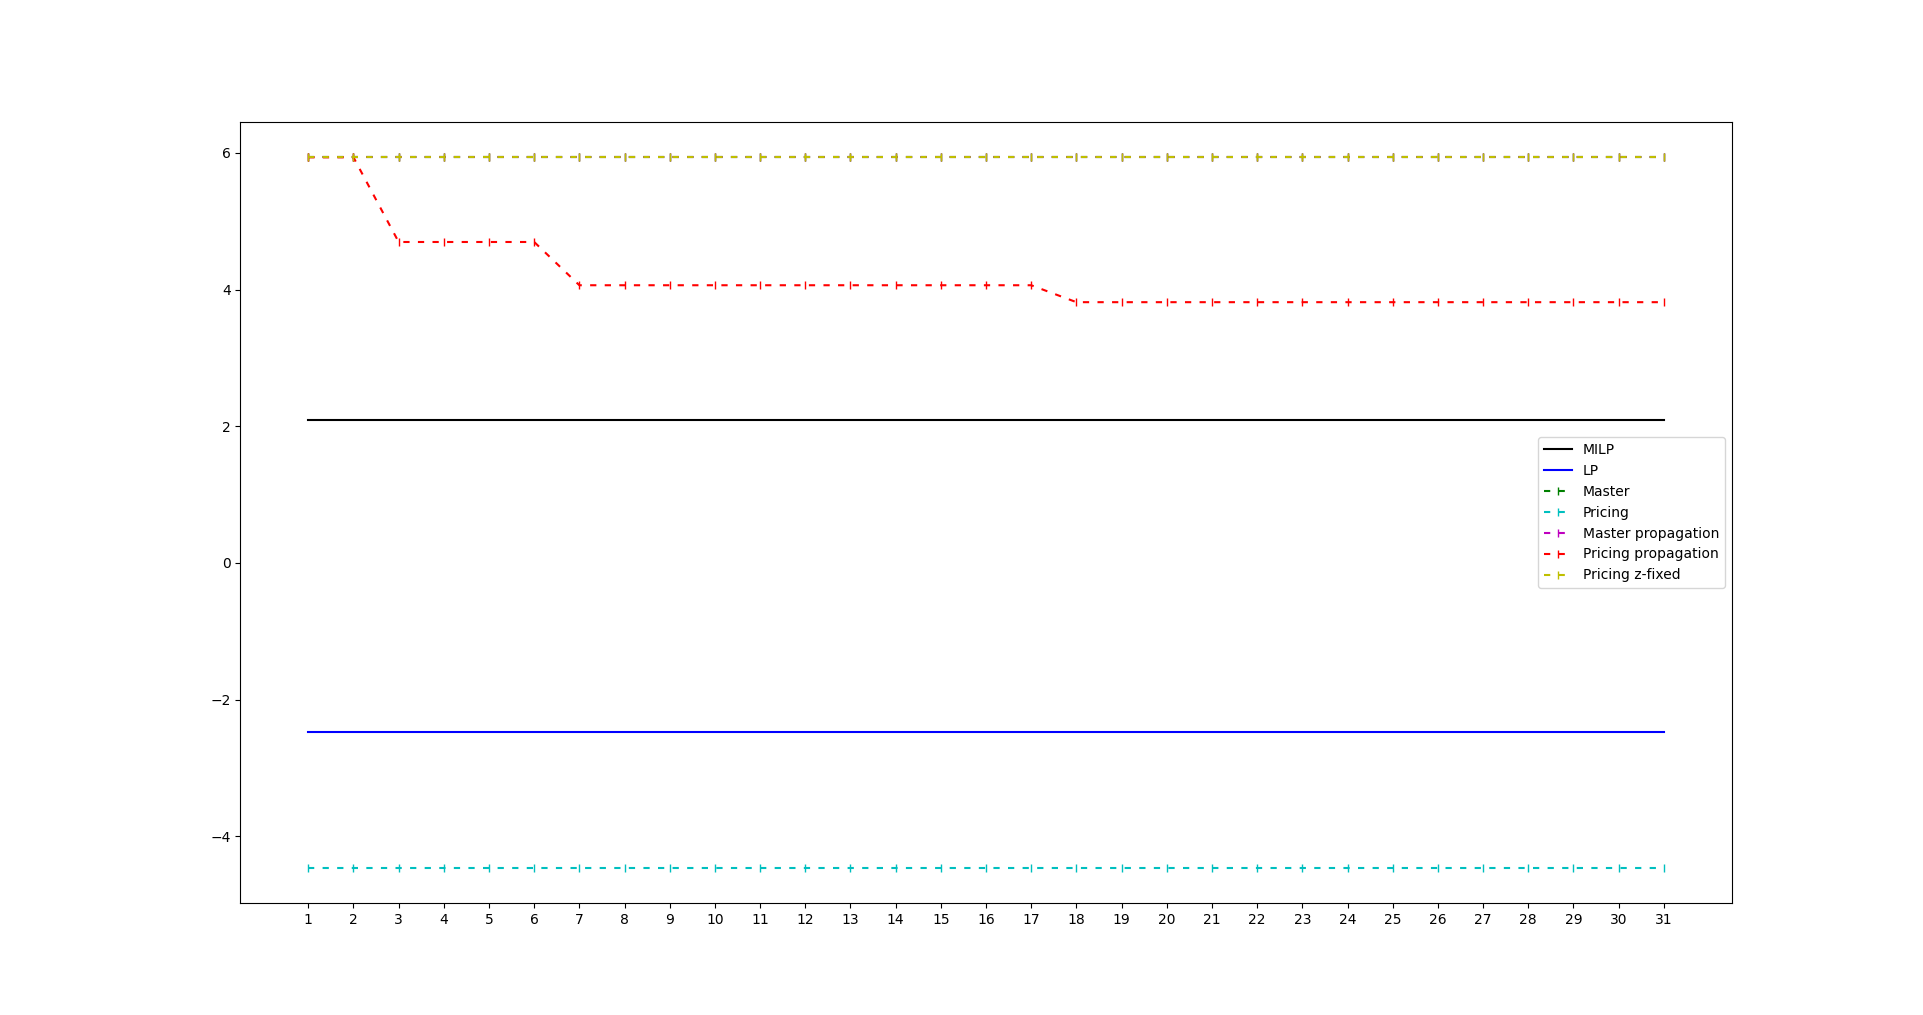 6
4
2
0
−2
−4
MILP
LP
Master
Pricing
Master propagation
Pricing propagation
Pricing z-fixed
1 2 3 4 5 6 7 8 9 10 11 12 13 14 15 16 17 18 19 20 21 22 23 24 25 26 27 28 29 30 31